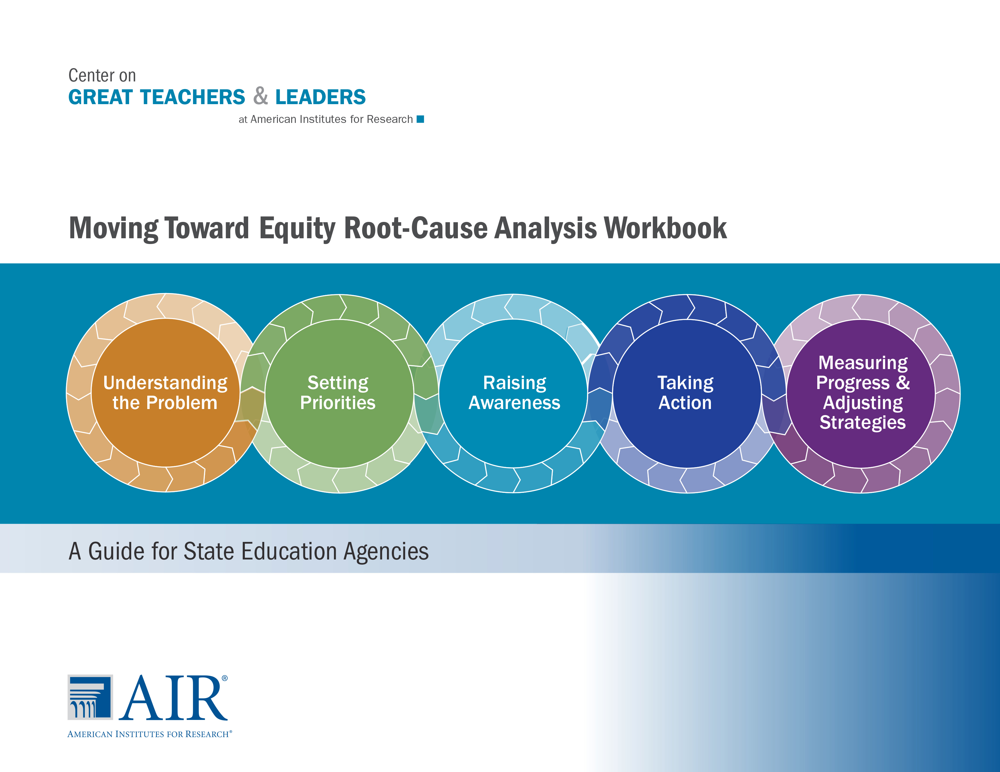 Center on
GREAT TEACHERS & LEADERS
at American Institutes for Research
Moving Toward Equity Root-Cause Analysis Workbook
Understanding
the Problem
Setting
Priorities
Raising
Awareness
Taking
Action
Measuring
Progress &
Adjusting
Strategies
A Guide for State Education Agencies
AIR®
AMERICAN INSTITUTES FOR RESEARCH®